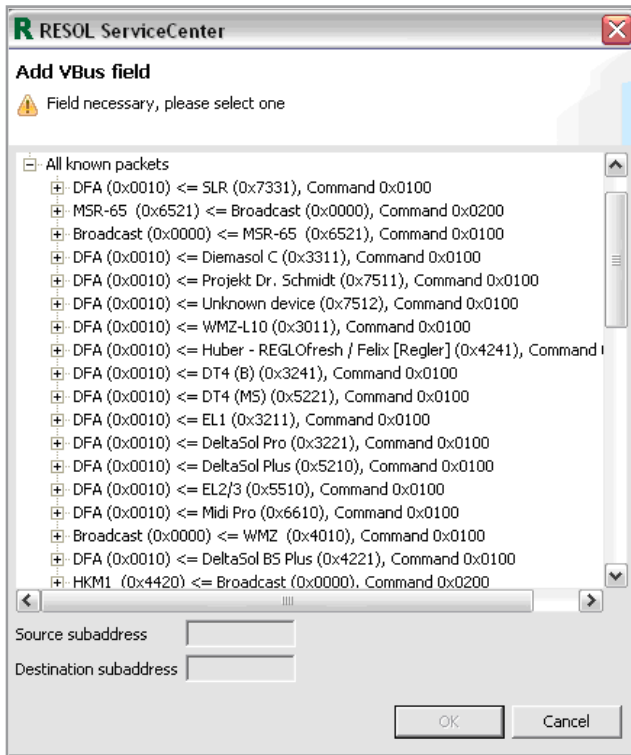 R RESOL ServiceCenter
Add VBus field
Field necessary, please select one
All known packets
DFA (0x0010) <= SLR (0x7331), Command 0x0100
MSR-65 (0x6521) <= Broadcast (0x0000), Command 0x0200
Broadcast (0x0000) <= MSR-65 (0x6521), Command 0x0100
DFA (0x0010) <= Diemasol C (0x3311), Command 0x0100
DFA (0x0010) <= Projekt Dr. Schmidt (0x7511), Command 0x0100
DFA (0x0010) <= Unknown device (0x7512), Command 0x0100
DFA (0x0010) <= WMZ-L10 (0x3011), Command 0x0100
DFA (0x0010) <= Huber - REGLOfresh / Felix [Regler] (0x4241), Command
DFA (0x0010) <= DT4 (B) (0x3241), Command 0x0100
DFA (0x0010) <= DT4 (MS) (0x5221), Command 0x0100
DFA (0x0010) <= EL1 (0x3211), Command 0x0100
DFA (0x0010) <= DeltaSol Pro (0x3221), Command 0x0100
DFA (0x0010) <= DeltaSol Plus (0x5210), Command 0x0100
DFA (0x0010) <= EL2/3 (0x5510), Command 0x0100
DFA (0x0010) <= Midi Pro (0x6610), Command 0x0100
Broadcast (0x0000) <= WMZ (0x4010), Command 0x0100
DFA (0x0010) <= DeltaSol BS Plus (0x4221), Command 0x0100
HKM1 (0x4420) <= Broadcast (0x0000), Command 0x0200
Source subaddress
Destination subaddress
OK Cancel